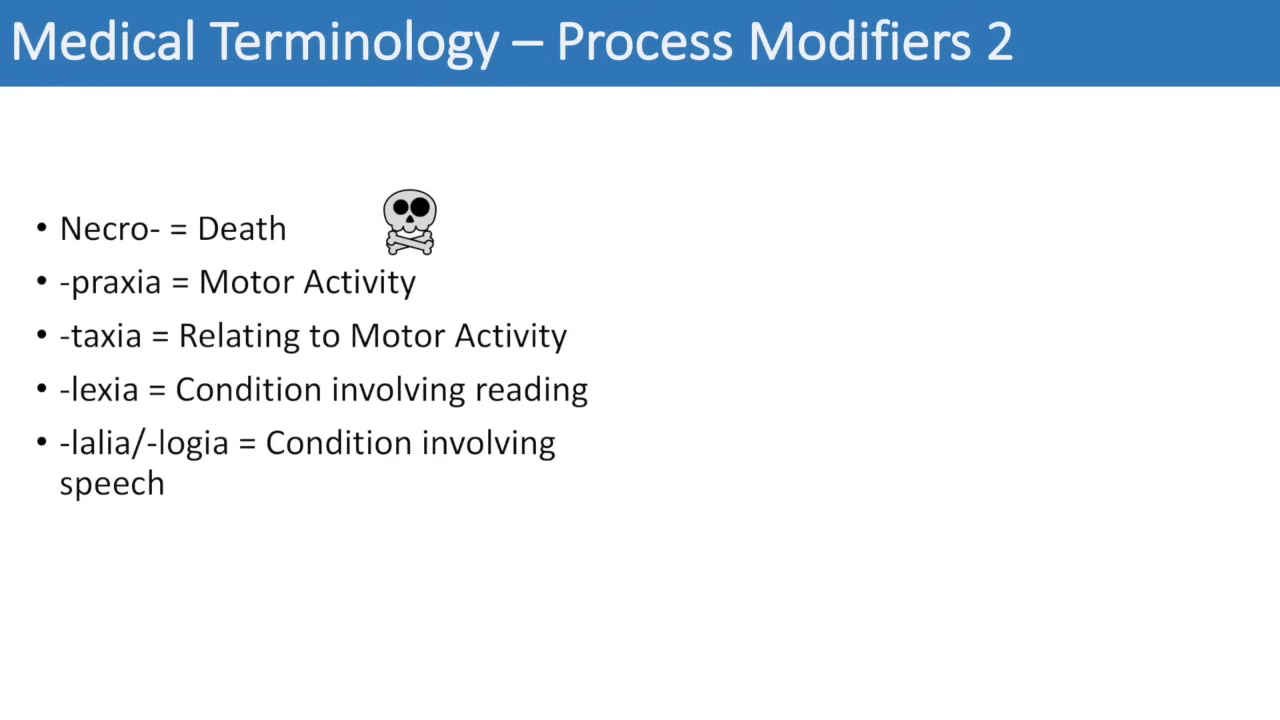 Medical Terminology – Process Modifiers 2
• Necro- = Death
• -praxia = Motor Activity
• -taxia = Relating to Motor Activity
• -lexia = Condition involving reading
• -lalia/-logia = Condition involving
speech